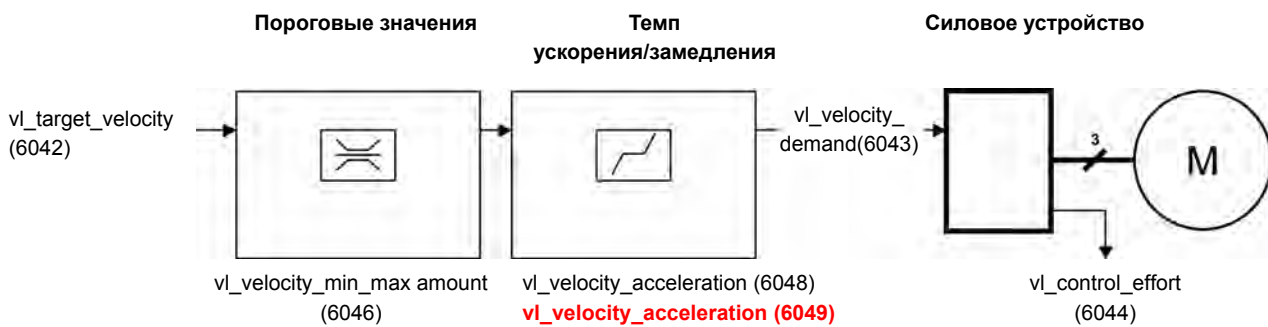 Пороговые значения
Темп
ускорения/замедления
Силовое устройство
vl_target_velocity
(6042)
vl_velocity_
demand(6043)
3
M
vl_velocity_min_max amount
(6046)
vl_velocity_acceleration (6048)
vl_velocity_acceleration (6049)
vl_control_effort
(6044)